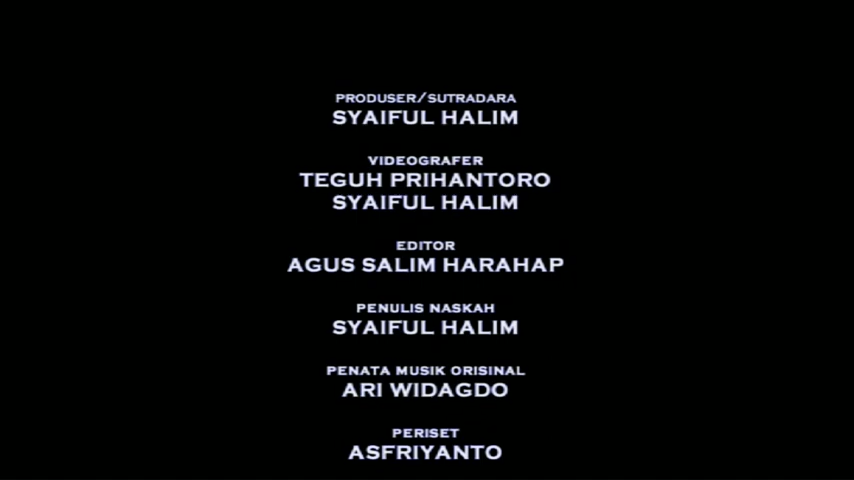 PRODUSER/SUTRADARA
SYAIFUL HALIM
VIDEOGRAFER
TEGUH PRIHANTORO
SYAIFUL HALIM
EDITOR
AGUS SALIM HARAHAP
PENULIS NASKAH
SYAIFUL HALIM
PENATA MUSIK ORISINAL
ARI WIDAGDO
PERISET
ASFRIYANTO